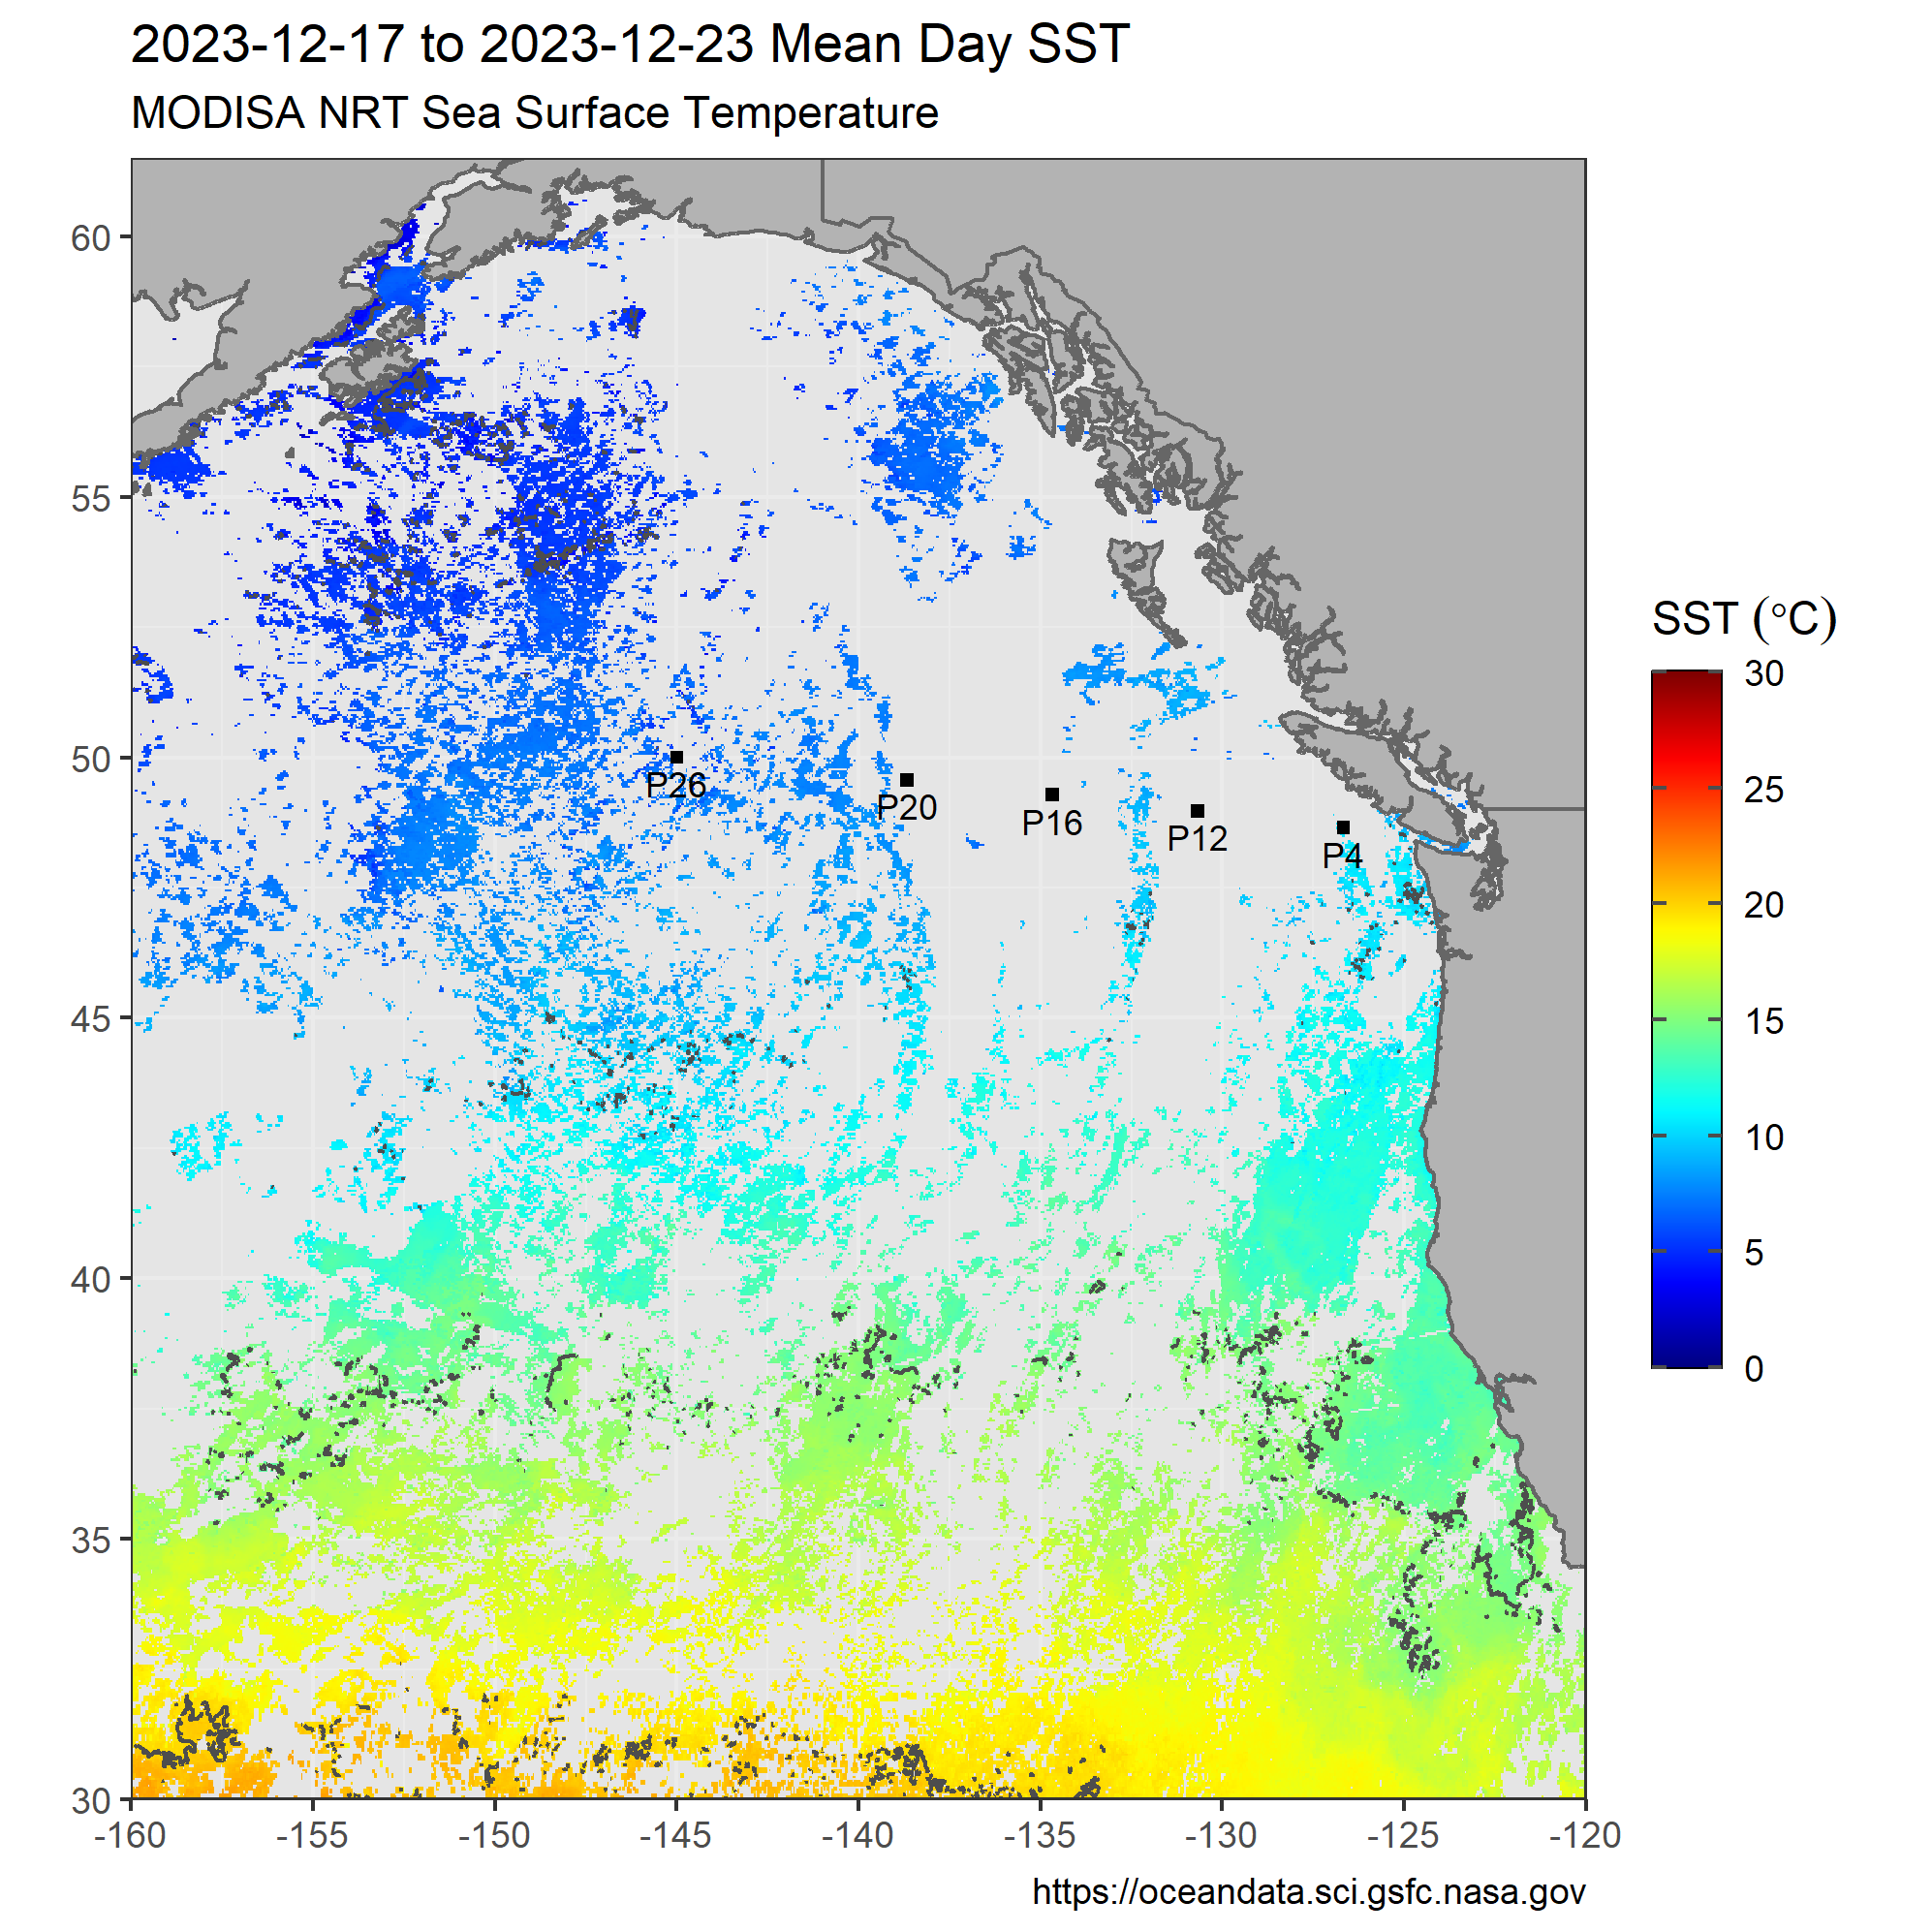 2023-12-17 to 2023-12-23 Mean Day SST
MODISA NRT Sea Surface Temperature
60
55
50
45
40
35
30
P26
P20
P16
P12
P4
-160
-155
-150
-145
-140
-135
-130
-125
-120
SST (°C)
30
25
20
15
10
5
0
https://oceandata.sci.gsfc.nasa.gov